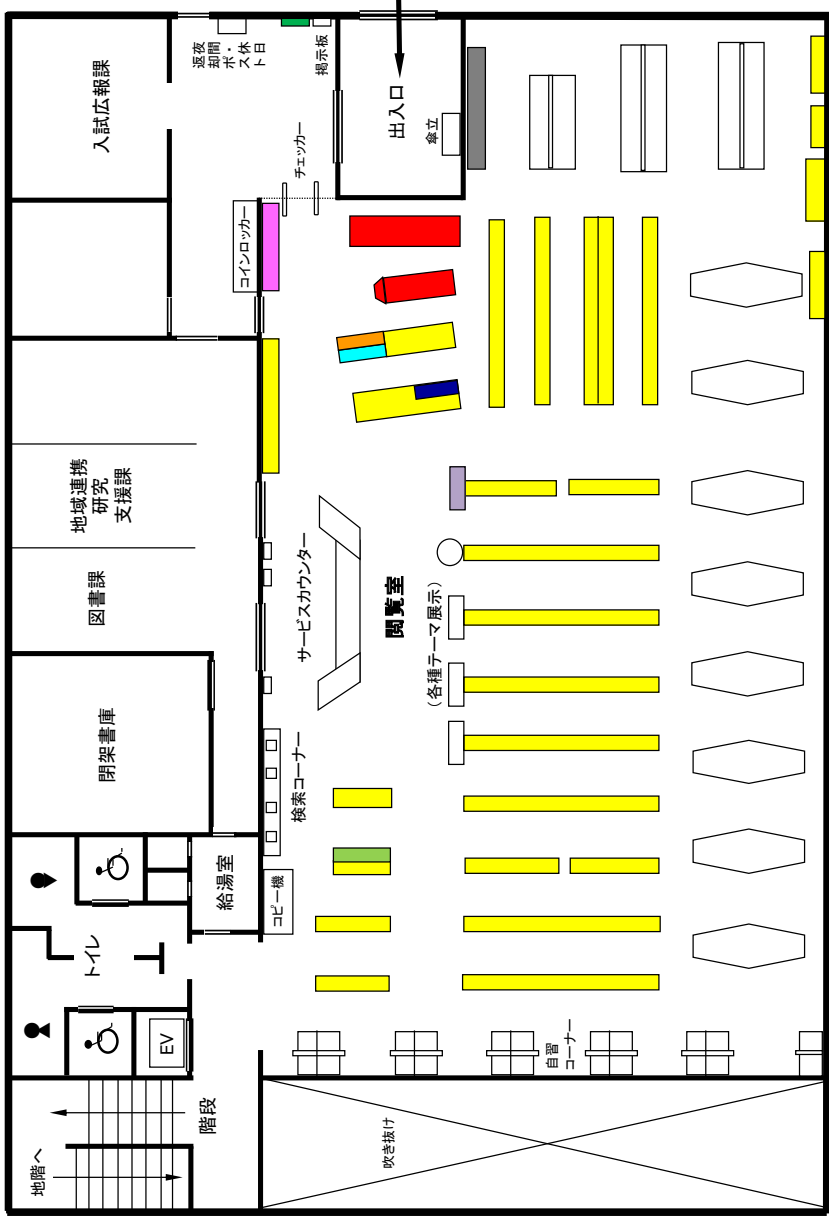 入試広報課
夜間・休日
返却ポスト
掲示板
出入口
傘立
チェッカー
コインロッカー
地域連携
研究
支援課
図書課
サービスカウンター
閲覧室
(各種テーマ展示)
閉架書庫
検索コーナー
給湯室
コピー機
トイレ
EV
自習
コーナー
階段
地階へ
吹き抜け